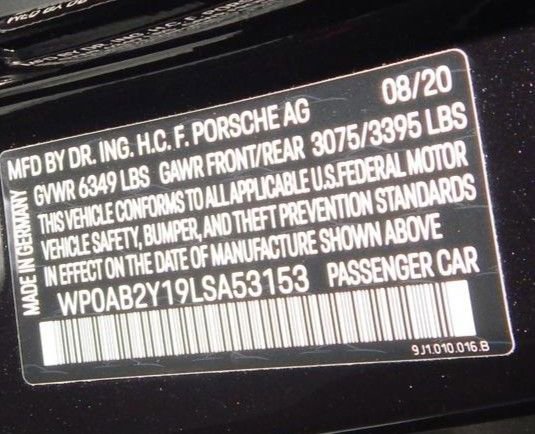 08/20
MFD BY DR. ING. H.C. F. PORSCHE AG
GVWR 6349 LBS GAWR FRONT/REAR 3075/3395 LBS
THIS VEHICLE CONFORMS TO ALL APPLICABLE U.S.FEDERAL MOTOR
VEHICLE SAFETY, BUMPER, AND THEFT PREVENTION STANDARDS
IN EFFECT ON THE DATE OF MANUFACTURE SHOWN ABOVE
WP0AB2Y19LSA53153 PASSENGER CAR
9J1.010.016.B
MADE IN GERMANY